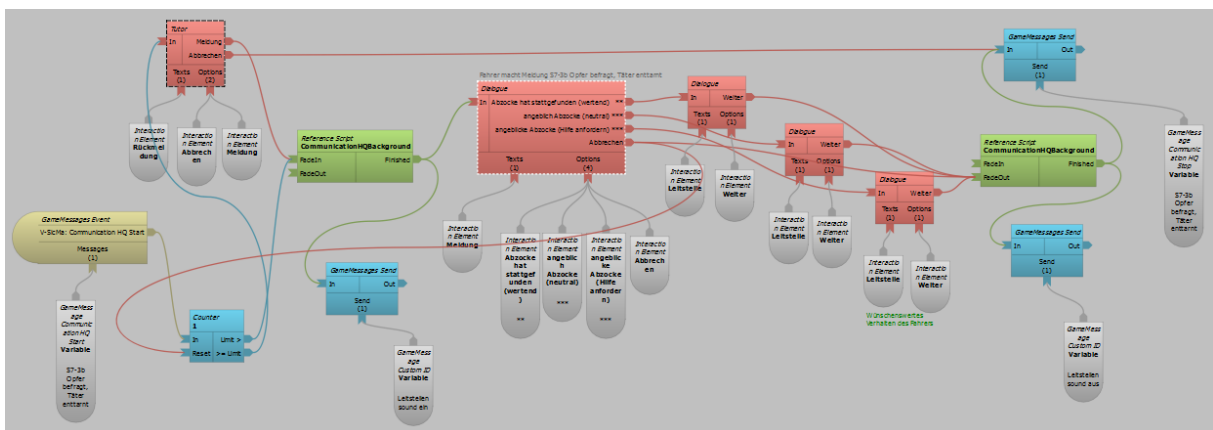 Tutor
In Meldung
Abbrechen
Texts Options
(1) (2)
Interactio
n Element
Rückmel
dung
Interactio
n Element
Abbrech
en
Interactio
n Element
Meldung
GameMessages Event
V-SicMa: Communication HQ Start
Messages
(1)
GameMess
age
Communic
ation HQ
Start
Variable
S7-3b
Opfer
befragt,
Täter
enttarnt
Counter
1
In Limit >
Reset >= Limit
Reference Script
CommunicationHQBackground
FadeIn Finished
FadeOut
GameMessages Send
In Out
Send
(1)
GameMess
age
Custom ID
Variable
Leitstellen
sound ein
Fahrer macht Meldung S7-3b Opfer befragt, Täter enttarnt
Dialogue
In Abzocke hat stattgefunden (wertend) **
angeblich Abzocke (neutral) ***
angeblicke Abzocke (Hilfe anfordern) ***
Abbrechen
Texts Options
(1) (4)
Interactio
n Element
Meldung
Interactio
n Element
Abzocke
hat
stattgef
unden
(wertend
)
**
Interactio
n Element
angeblic
h
Abzocke
(neutral)
***
Interactio
n Element
angeblic
ke
Abzocke
(Hilfe
anforder
n)
***
Interactio
n Element
Abbrech
en
Dialogue
In Weiter
Texts Options
(1) (1)
Interactio
n Element
Leitstelle
Interactio
n Element
Weiter
Dialogue
In Weiter
Texts Options
(1) (1)
Interactio
n Element
Leitstelle
Interactio
n Element
Weiter
Dialogue
In Weiter
Texts Options
(1) (1)
Interactio
n Element
Leitstelle
Interactio
n Element
Weiter
Wünschenswertes
Verhalten des Fahrers
GameMessages Send
In Out
Send
(1)
GameMess
age
Communic
ation HQ
Stop
Variable
S7-3b
Opfer
befragt,
Täter
enttarnt
Reference Script
CommunicationHQBackground
FadeIn Finished
FadeOut
GameMessages Send
In Out
Send
(1)
GameMess
age
Custom ID
Variable
Leitstellen
sound aus